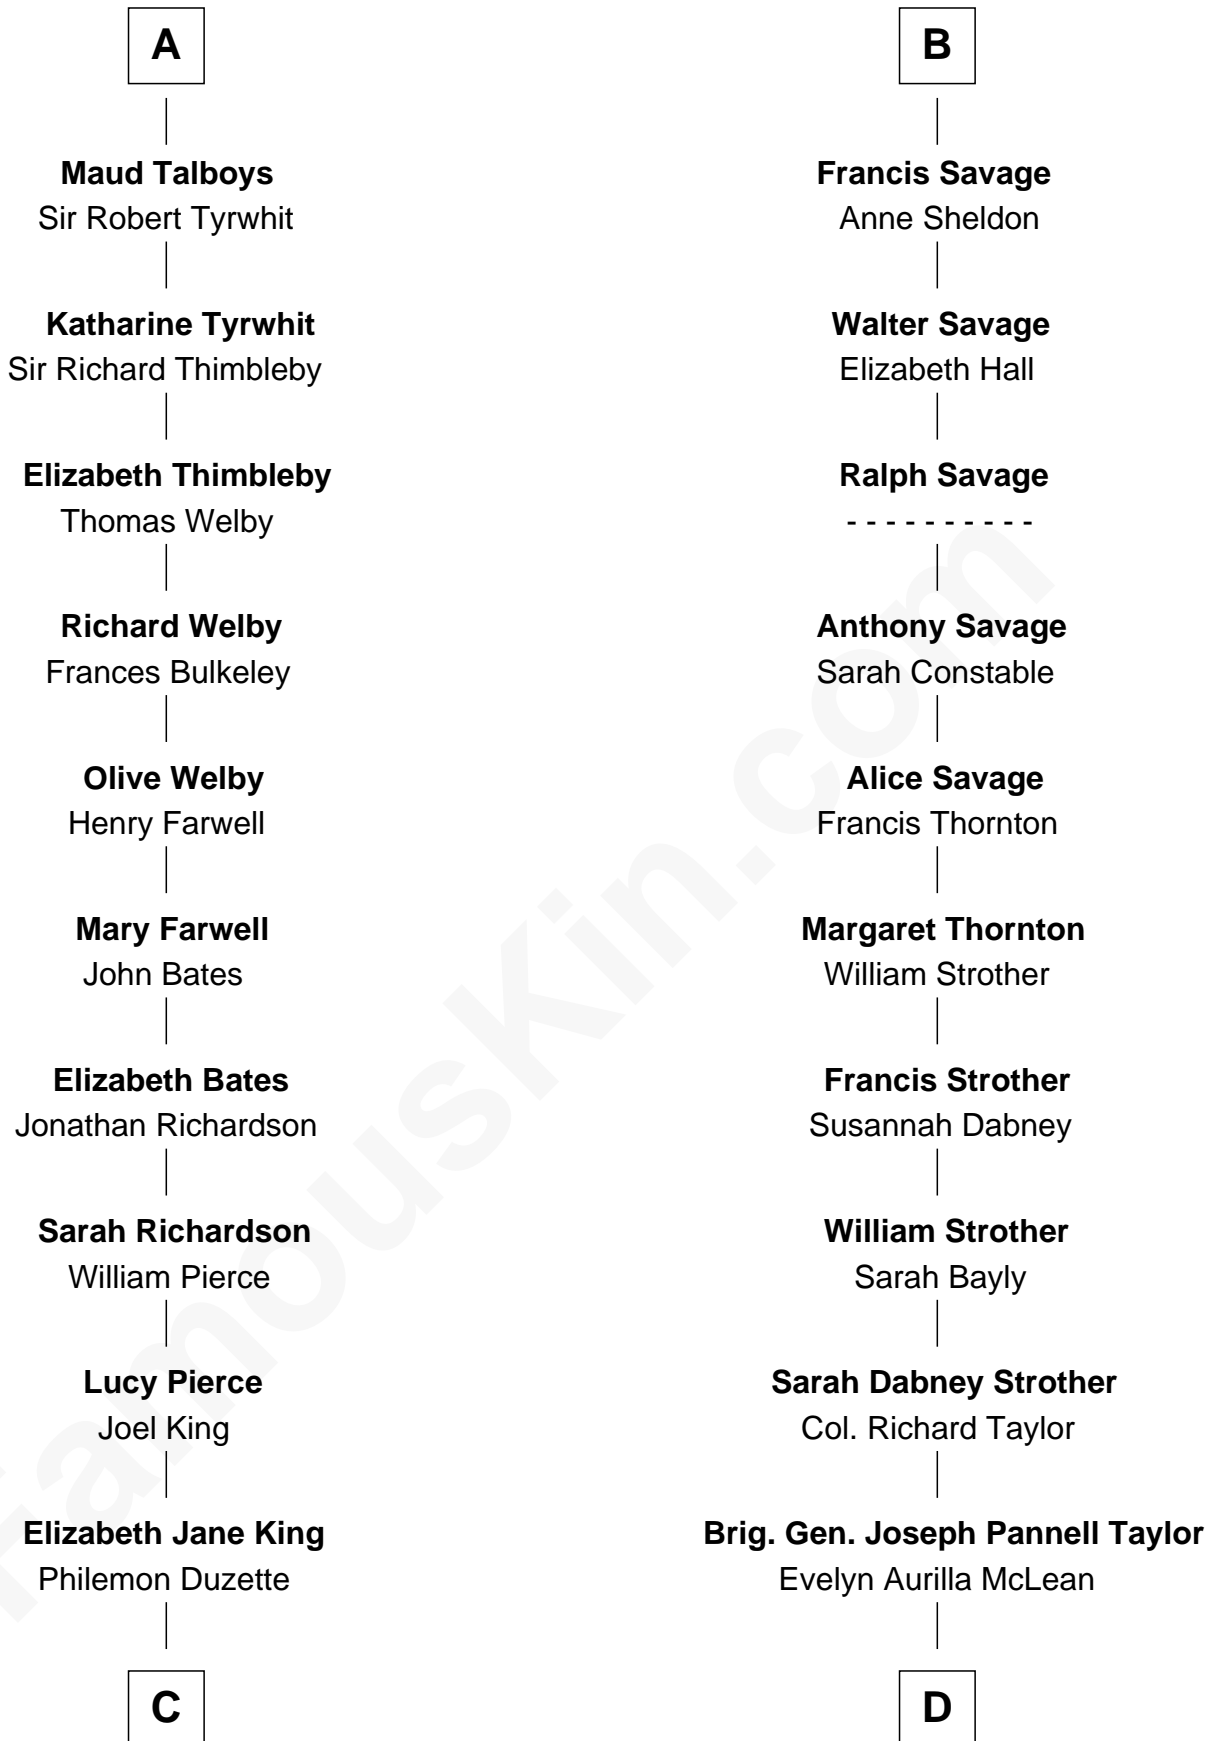 A
Maud Talboys
Sir Robert Tyrwhit
Katharine Tyrwhit
Sir Richard Thimbleby
Elizabeth Thimbleby
Thomas Welby
Richard Welby
Frances Bulkeley
Olive Welby
Henry Farwell
Mary Farwell
John Bates
Elizabeth Bates
Jonathan Richardson
Sarah Richardson
William Pierce
Lucy Pierce
Joel King
Elizabeth Jane King
Philemon Duzette
C
B
Francis Savage
Anne Sheldon
Walter Savage
Elizabeth Hall
Ralph Savage
- - - - - - - - - -
Anthony Savage
Sarah Constable
Alice Savage
Francis Thornton
Margaret Thornton
William Strother
Francis Strother
Susannah Dabney
William Strother
Sarah Bayly
Sarah Dabney Strother
Col. Richard Taylor
Brig. Gen. Joseph Pannell Taylor
Evelyn Aurilla McLean
D
FamousKin.com